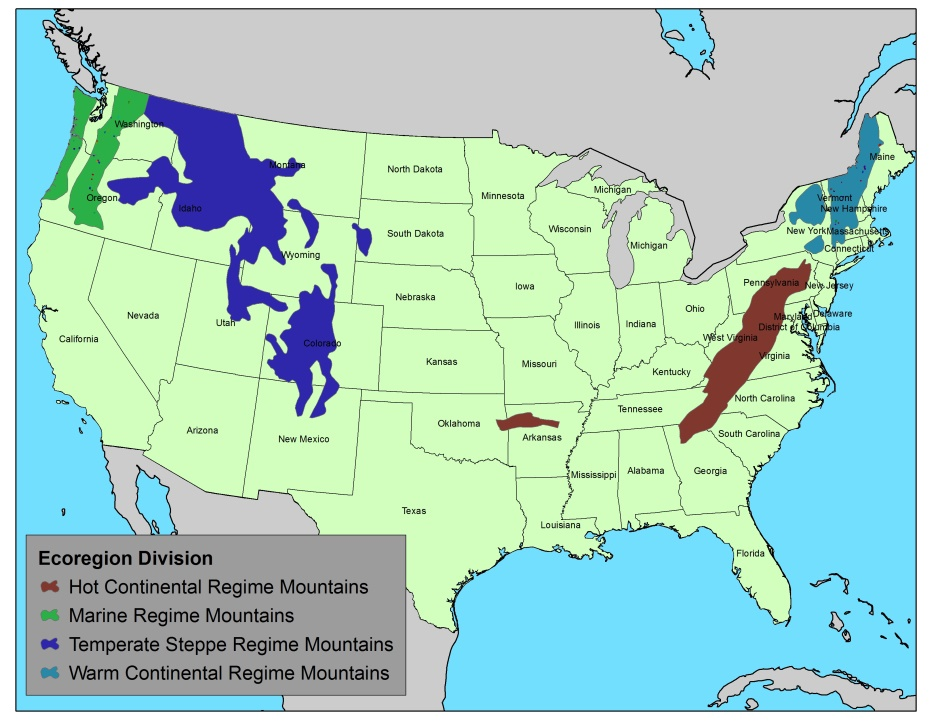 Washington
Montana
North Dakota
Minnesota
Michigan
Maine
Oregon
Idaho
Vermont
New Hampshire
Wyoming
South Dakota
Wisconsin
Michigan
New York
Massachusetts
Connecticut
Nebraska
Iowa
Pennsylvania
New Jersey
Nevada
Utah
Colorado
Illinois
Indiana
Ohio
Maryland
Delaware
District of Columbia
California
Kansas
Missouri
West Virginia
Kentucky
Virginia
Arizona
New Mexico
Oklahoma
Arkansas
Tennessee
North Carolina
South Carolina
Texas
Mississippi
Alabama
Georgia
Louisiana
Florida
Ecoregion Division
Hot Continental Regime Mountains
Marine Regime Mountains
Temperate Steppe Regime Mountains
Warm Continental Regime Mountains